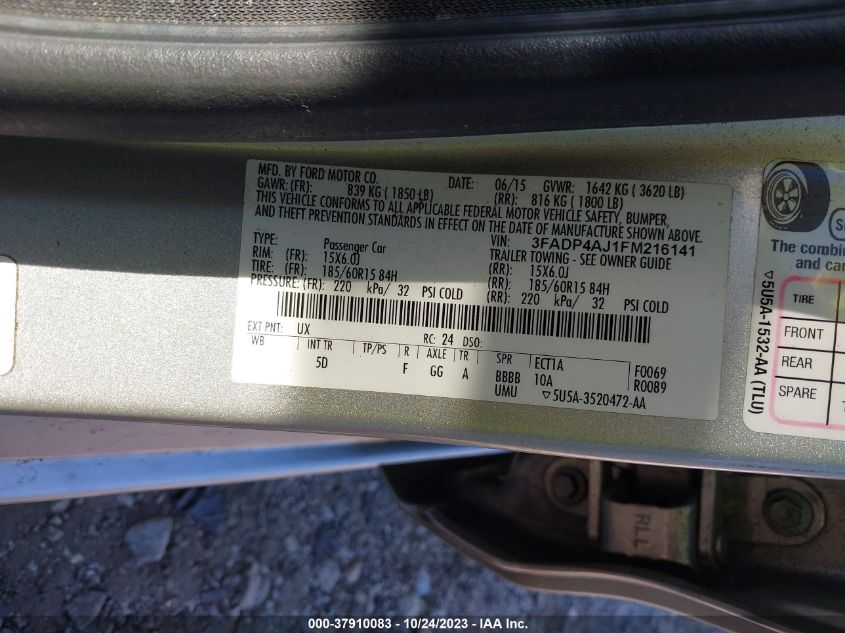 MFD. BY FORD MOTOR CO.
DATE: 06/15 GVWR: 1642 KG ( 3620 LB)
GAWR: (FR): 839 KG ( 1850 LB) (RR): 816 KG ( 1800 LB)
THIS VEHICLE CONFORMS TO ALL APPLICABLE FEDERAL MOTOR VEHICLE SAFETY, BUMPER,
AND THEFT PREVENTION STANDARDS IN EFFECT ON THE DATE OF MANUFACTURE SHOWN ABOVE.
VIN: 3FADP4AJ1FM216141
TYPE: Passenger Car TRAILER TOWING - SEE OWNER GUIDE
RIM: (FR): 15X6.0J (RR): 15X6.0J
TIRE: (FR): 185/60R15 84H (RR): 185/60R15 84H
PRESSURE: (FR): 220 kPa/ 32 PSI COLD (RR): 220 kPa/ 32 PSI COLD
EXT PNT: UX RC: 24 DSO:
WB INT TR TP/PS R AXLE TR SPR ECT1A F0069
5D F GG A BBBB 10A R0089
UMU ▽5U5A-3520472-AA
The combin
and car
TIRE
FRONT
REAR
SPARE
▽5U5A-1532-AA (TLU)
RLL
000-37910083 - 10/24/2023 - IAA Inc.